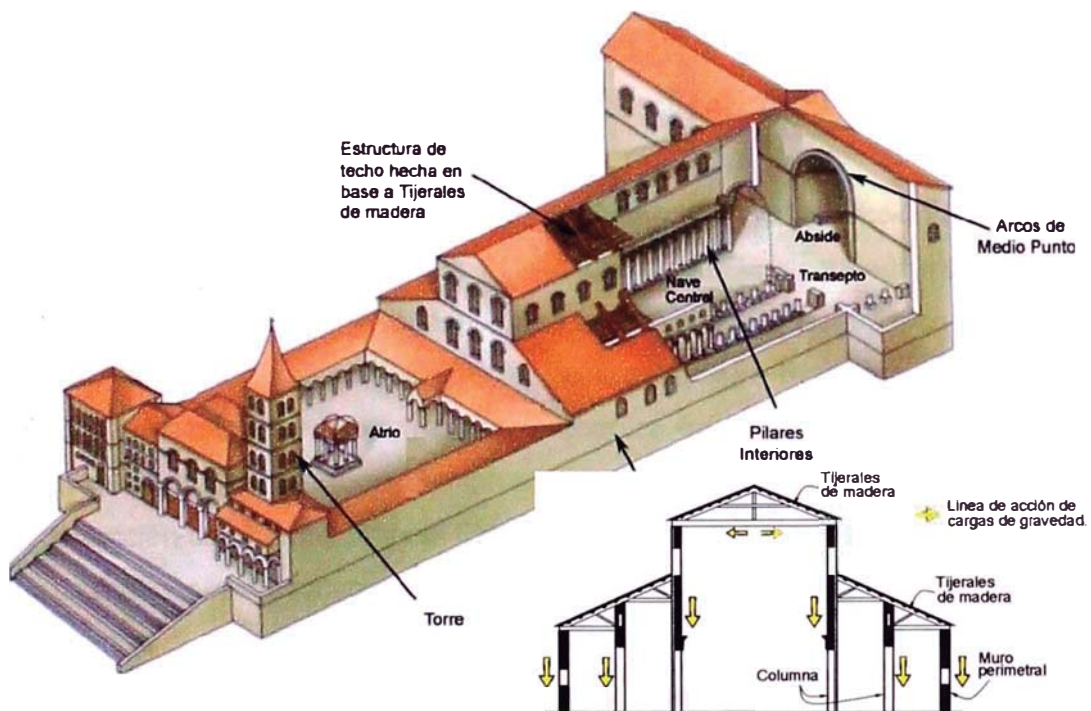 Estructura de
techo hecha en
base a Tijerales
de madera
Arcos de
Medio Punto
Abside
Transepto
Nave
Central
Atrio
Pilares
Interiores
Torre
Tijerales
de madera
Linea de acción de
cargas de gravedad.
Tijerales
de madera
Columna
Muro
perimetral